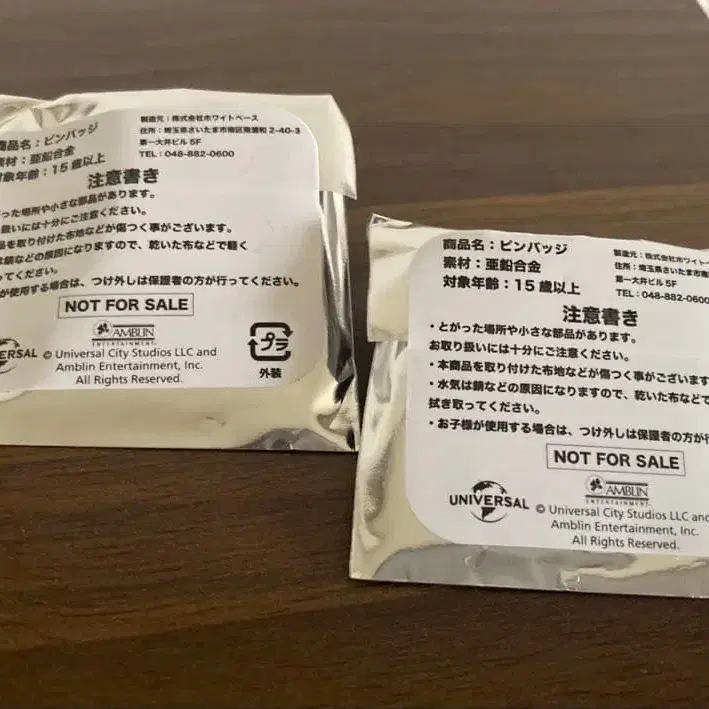 商品名:ピンバッジ
素材:亜鉛合金
対象年齢:15歳以上
製造元:株式会社ホワイトベース
住所:埼玉県さいたま市南区南浦和2-40-3
第一大井ビル5F
TEL:048-882-0600
注意書き
がった場所や小さな部品があります。
扱いには十分にご注意ください。
品を取り付けた布地などが傷つく事がございます。
は錆などの原因になりますので、乾いた布などで軽く
ってください。
が使用する場合は、つけ外しは保護者の方が行ってください。
NOT FOR SALE
AMBLIN
ENTERTAINMENT
ERSAL
© Universal City Studios LLC and
Amblin Entertainment, Inc.
All Rights Reserved.
プラ
外装
商品名:ピンバッジ
素材:亜鉛合金
対象年齢:15歳以上
製造元:株式会社ホワイトベ
住所:埼玉県さいたま市南
第一大井ビル5F
TEL:048-882-0600
注意書き
・とがった場所や小さな部品があります。
お取り扱いには十分にご注意ください。
・本商品を取り付けた布地などが傷つく事がございます
・水気は錆などの原因になりますので、乾いた布などで
拭き取ってください。
・お子様が使用する場合は、つけ外しは保護者の方が行
NOT FOR SALE
UNIVERSAL
AMBLIN
ENTERTAINMENT
© Universal City Studios LLC and
Amblin Entertainment, Inc.
All Rights Reserved.